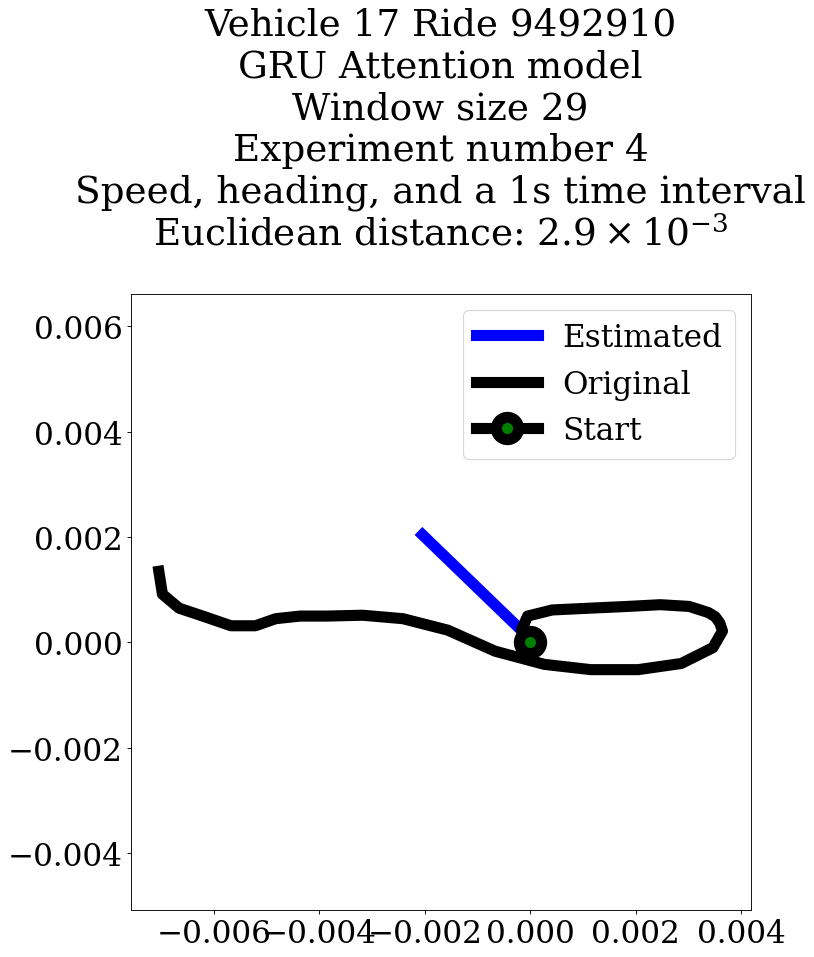 Vehicle 17 Ride 9492910
GRU Attention model
Window size 29
Experiment number 4
Speed, heading, and a 1s time interval
Euclidean distance: 2.9 × 10⁻³
Estimated
Original
Start
0.006
0.004
0.002
0.000
−0.002
−0.004
−0.006 −0.004 −0.002 0.000 0.002 0.004